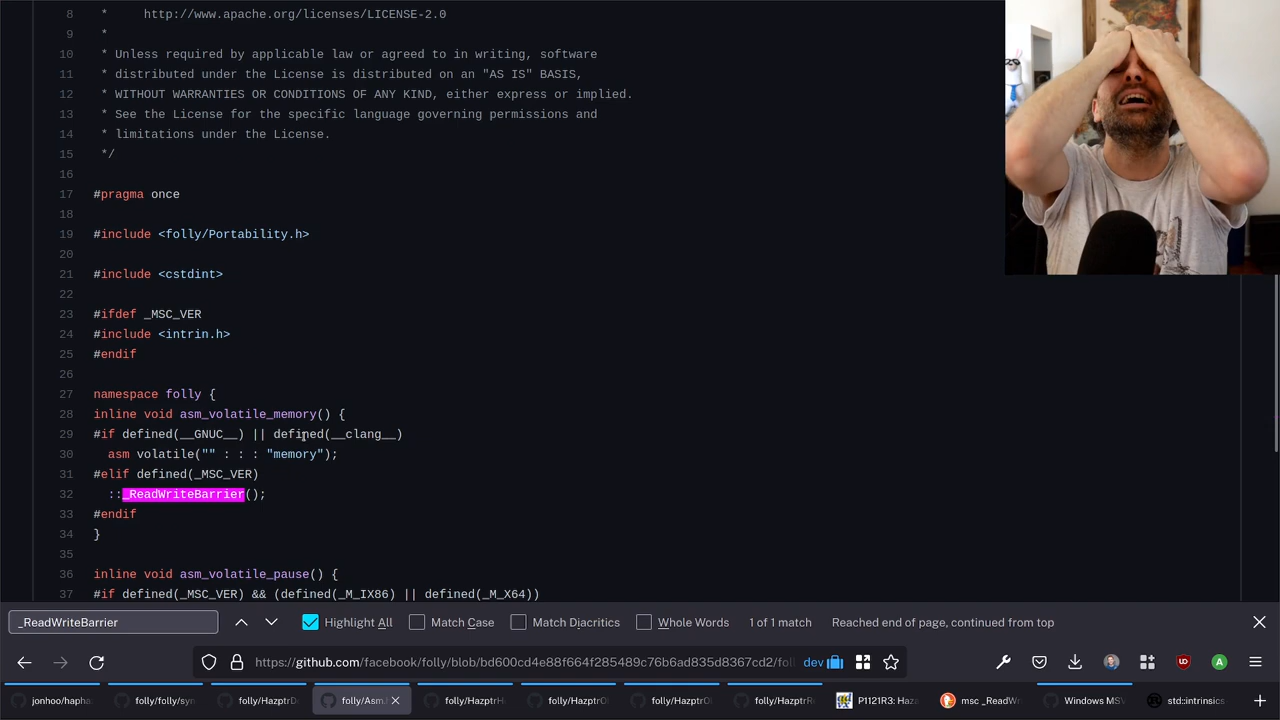 8 * http://www.apache.org/licenses/LICENSE-2.0
9 *
10 * Unless required by applicable law or agreed to in writing, software
11 * distributed under the License is distributed on an "AS IS" BASIS,
12 * WITHOUT WARRANTIES OR CONDITIONS OF ANY KIND, either express or implied.
13 * See the License for the specific language governing permissions and
14 * limitations under the License.
15 */
16
17 #pragma once
18
19 #include <folly/Portability.h>
20
21 #include <cstdint>
22
23 #ifdef _MSC_VER
24 #include <intrin.h>
25 #endif
26
27 namespace folly {
28 inline void asm_volatile_memory() {
29 #if defined(__GNUC__) || defined(__clang__)
30 asm volatile("" : : : "memory");
31 #elif defined(_MSC_VER)
32 ::_ReadWriteBarrier();
33 #endif
34 }
35
36 inline void asm_volatile_pause() {
37 #if defined(_MSC_VER) && (defined(_M_IX86) || defined(_M_X64))
_ReadWriteBarrier Highlight All Match Case Match Diacritics Whole Words 1 of 1 match Reached end of page, continued from top
https://github.com/facebook/folly/blob/bd600cd4e88f664f285489c76b6ad835d8367cd2/foll dev A
jonhoo/hapha folly/folly/syn folly/HazptrDo folly/Asm.h folly/HazptrH folly/HazptrOb folly/HazptrOb folly/HazptrRe P1121R3: Haza msc _ReadWr Windows MSV std::intrinsics